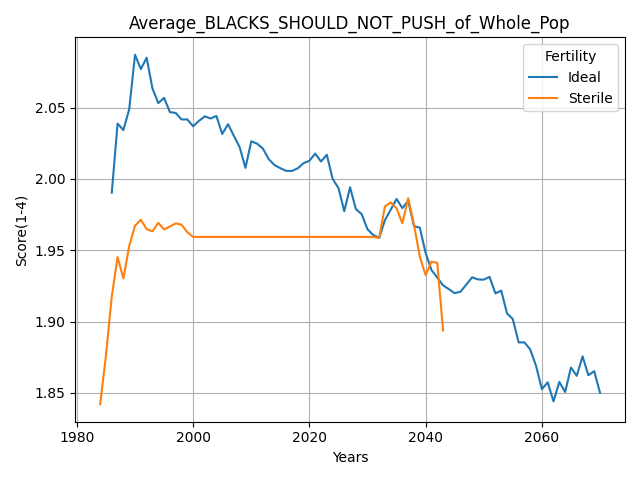 Average_BLACKS_SHOULD_NOT_PUSH_of_Whole_Pop
Fertility
Ideal
Sterile
Score(1-4)
2.05
2.00
1.95
1.90
1.85
1980
2000
2020
2040
2060
Years